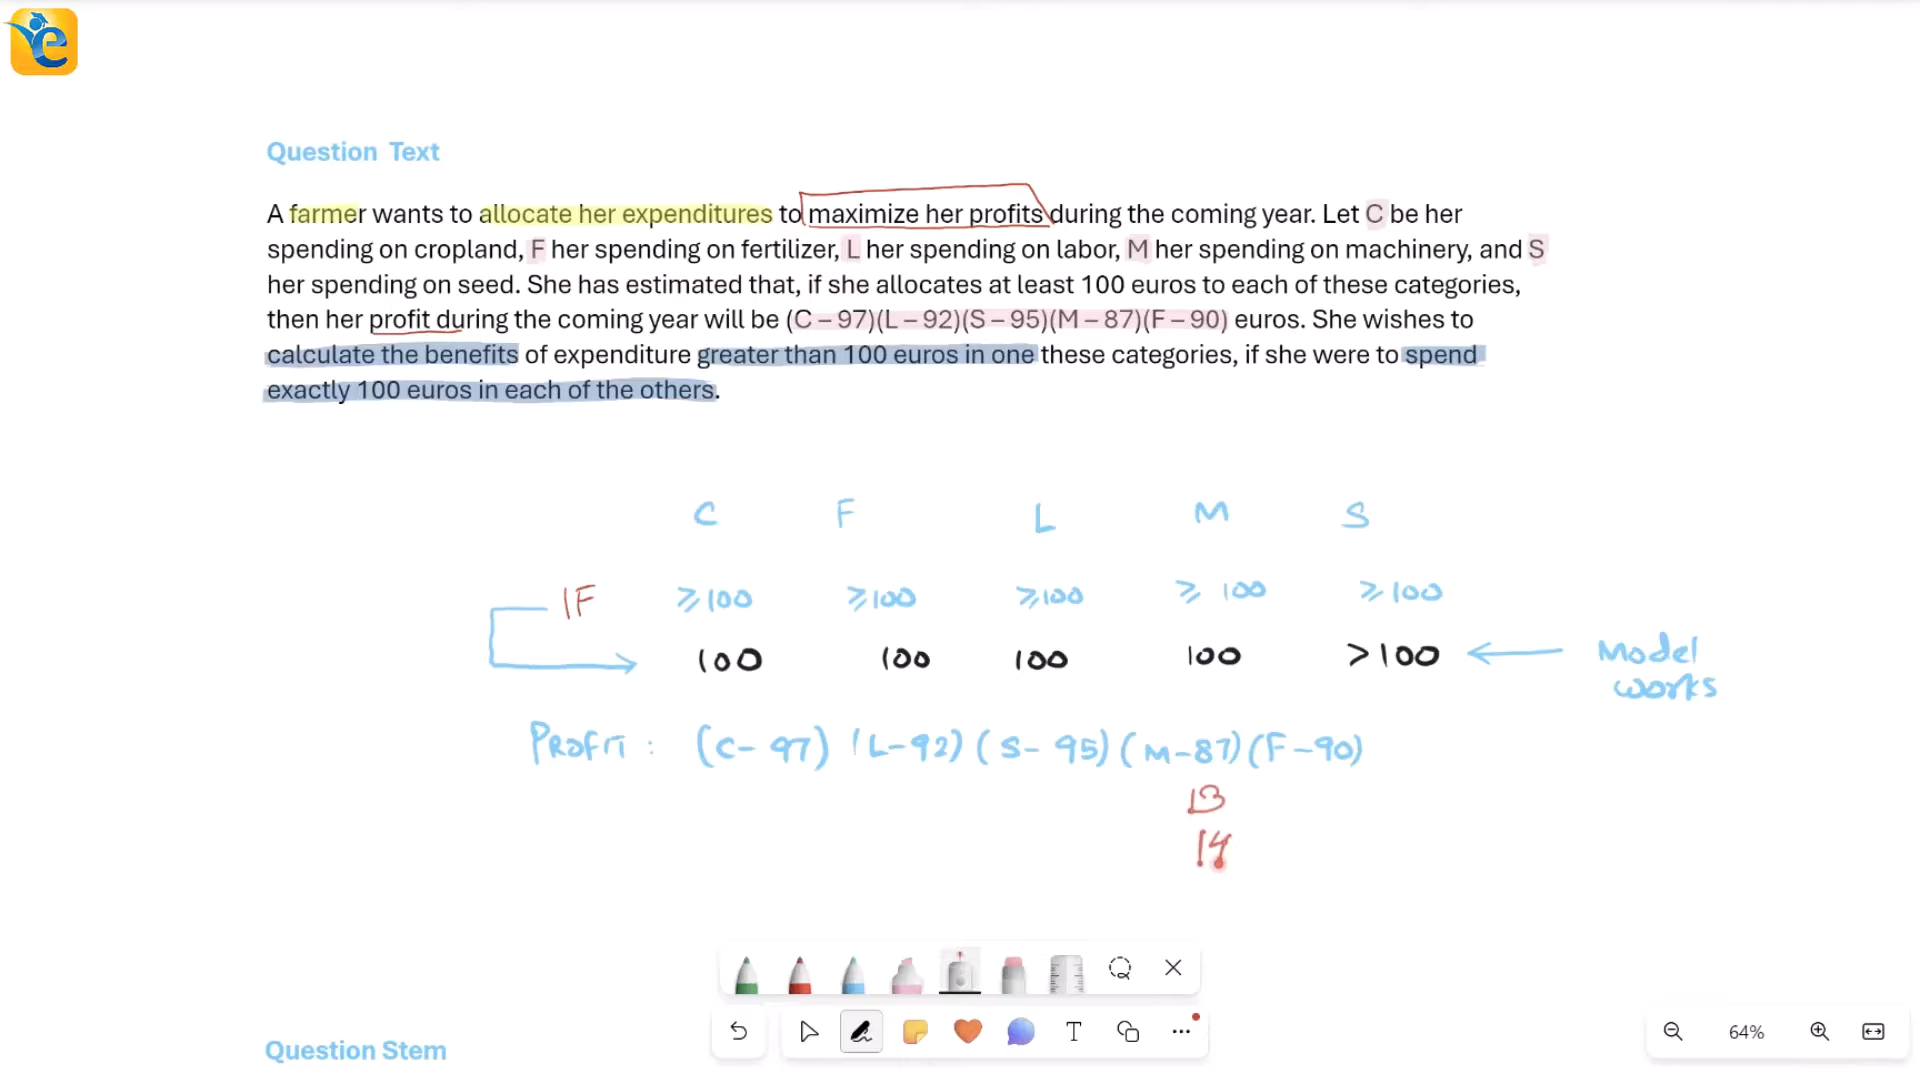 Question Text
A farmer wants to allocate her expenditures to maximize her profits during the coming year. Let C be her
spending on cropland, F her spending on fertilizer, L her spending on labor, M her spending on machinery, and S
her spending on seed. She has estimated that, if she allocates at least 100 euros to each of these categories,
then her profit during the coming year will be (C – 97)(L – 92)(S – 95)(M – 87)(F – 90) euros. She wishes to
calculate the benefits of expenditure greater than 100 euros in one these categories, if she were to spend
exactly 100 euros in each of the others.
C F L M S
IF ≥100 ≥100 ≥100 ≥100 ≥100
100 100 100 100 >100 Model
works
PROFIT : (C- 97) (L-92) (S- 95) (M-87) (F-90)
13
14
64%
Question Stem